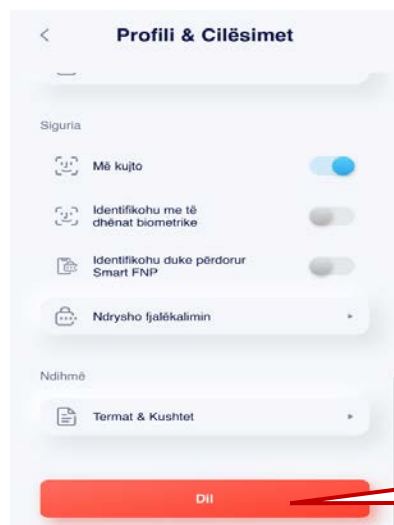 Profili & Cilësimet
Siguria
Më kujto
Identifikohu me të
dhënat biometrike
Identifikohu duke përdorur
Smart FNP
Ndrysho fjalëkalimin
Ndihmë
Termat & Kushtet
Dil